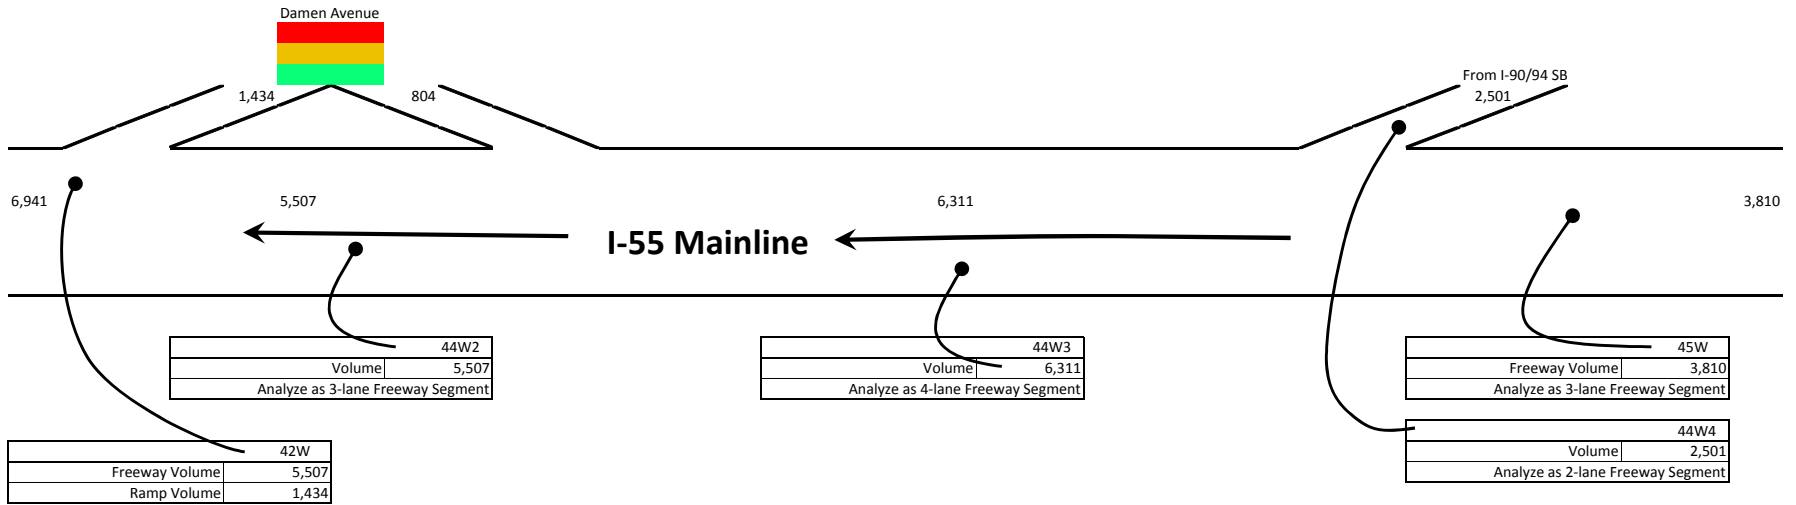 Damen Avenue
From I-90/94 SB
1,434
804
2,501
6,941
5,507
6,311
3,810
I-55 Mainline
44W2
Volume 5,507
Analyze as 3-lane Freeway Segment
44W3
Volume 6,311
Analyze as 4-lane Freeway Segment
45W
Freeway Volume 3,810
Analyze as 3-lane Freeway Segment
44W4
Volume 2,501
Analyze as 2-lane Freeway Segment
42W
Freeway Volume 5,507
Ramp Volume 1,434